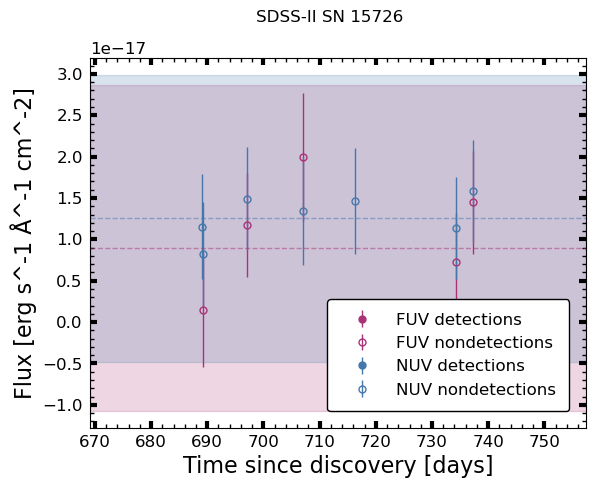 SDSS-II SN 15726
1e−17
3.0
2.5
2.0
1.5
1.0
0.5
0.0
−0.5
−1.0
Flux [erg s^-1 Å^-1 cm^-2]
FUV detections
FUV nondetections
NUV detections
NUV nondetections
670 680 690 700 710 720 730 740 750
Time since discovery [days]